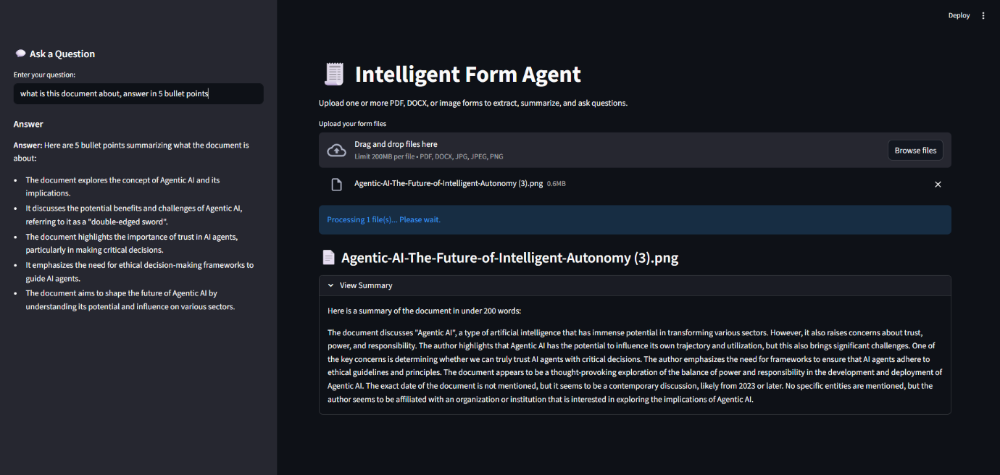 Deploy
Ask a Question
Enter your question:
what is this document about, answer in 5 bullet points
Answer
Answer: Here are 5 bullet points summarizing what the document is
about:
• The document explores the concept of Agentic AI and its
implications.
• It discusses the potential benefits and challenges of Agentic AI,
referring to it as a "double-edged sword".
• The document highlights the importance of trust in AI agents,
particularly in making critical decisions.
• It emphasizes the need for ethical decision-making frameworks to
guide AI agents.
• The document aims to shape the future of Agentic AI by
understanding its potential and influence on various sectors.
Intelligent Form Agent
Upload one or more PDF, DOCX, or image forms to extract, summarize, and ask questions.
Upload your form files
Drag and drop files here
Limit 200MB per file • PDF, DOCX, JPG, JPEG, PNG
Browse files
Agentic-AI-The-Future-of-Intelligent-Autonomy (3).png 0.6MB
Processing 1 file(s)... Please wait.
Agentic-AI-The-Future-of-Intelligent-Autonomy (3).png
View Summary
Here is a summary of the document in under 200 words:
The document discusses "Agentic AI", a type of artificial intelligence that has immense potential in transforming various sectors. However, it also raises concerns about trust,
power, and responsibility. The author highlights that Agentic AI has the potential to influence its own trajectory and utilization, but this also brings significant challenges. One of
the key concerns is determining whether we can truly trust AI agents with critical decisions. The author emphasizes the need for frameworks to ensure that AI agents adhere to
ethical guidelines and principles. The document appears to be a thought-provoking exploration of the balance of power and responsibility in the development and deployment of
Agentic AI. The exact date of the document is not mentioned, but it seems to be a contemporary discussion, likely from 2023 or later. No specific entities are mentioned, but the
author seems to be affiliated with an organization or institution that is interested in exploring the implications of Agentic AI.